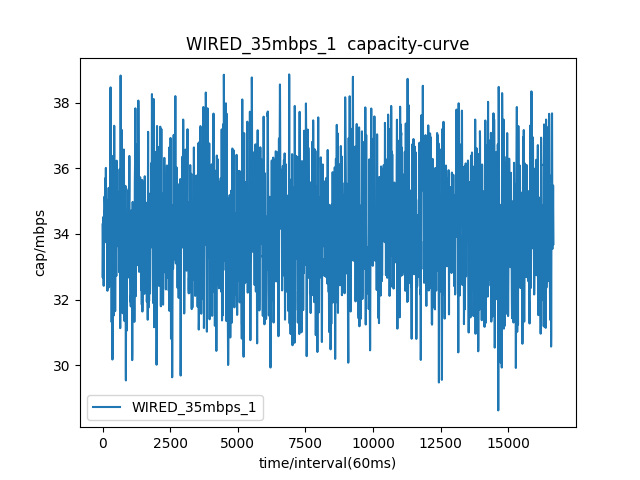 WIRED_35mbps_1  capacity-curve
cap/mbps
38
36
34
32
30
WIRED_35mbps_1
0 2500 5000 7500 10000 12500 15000
time/interval(60ms)